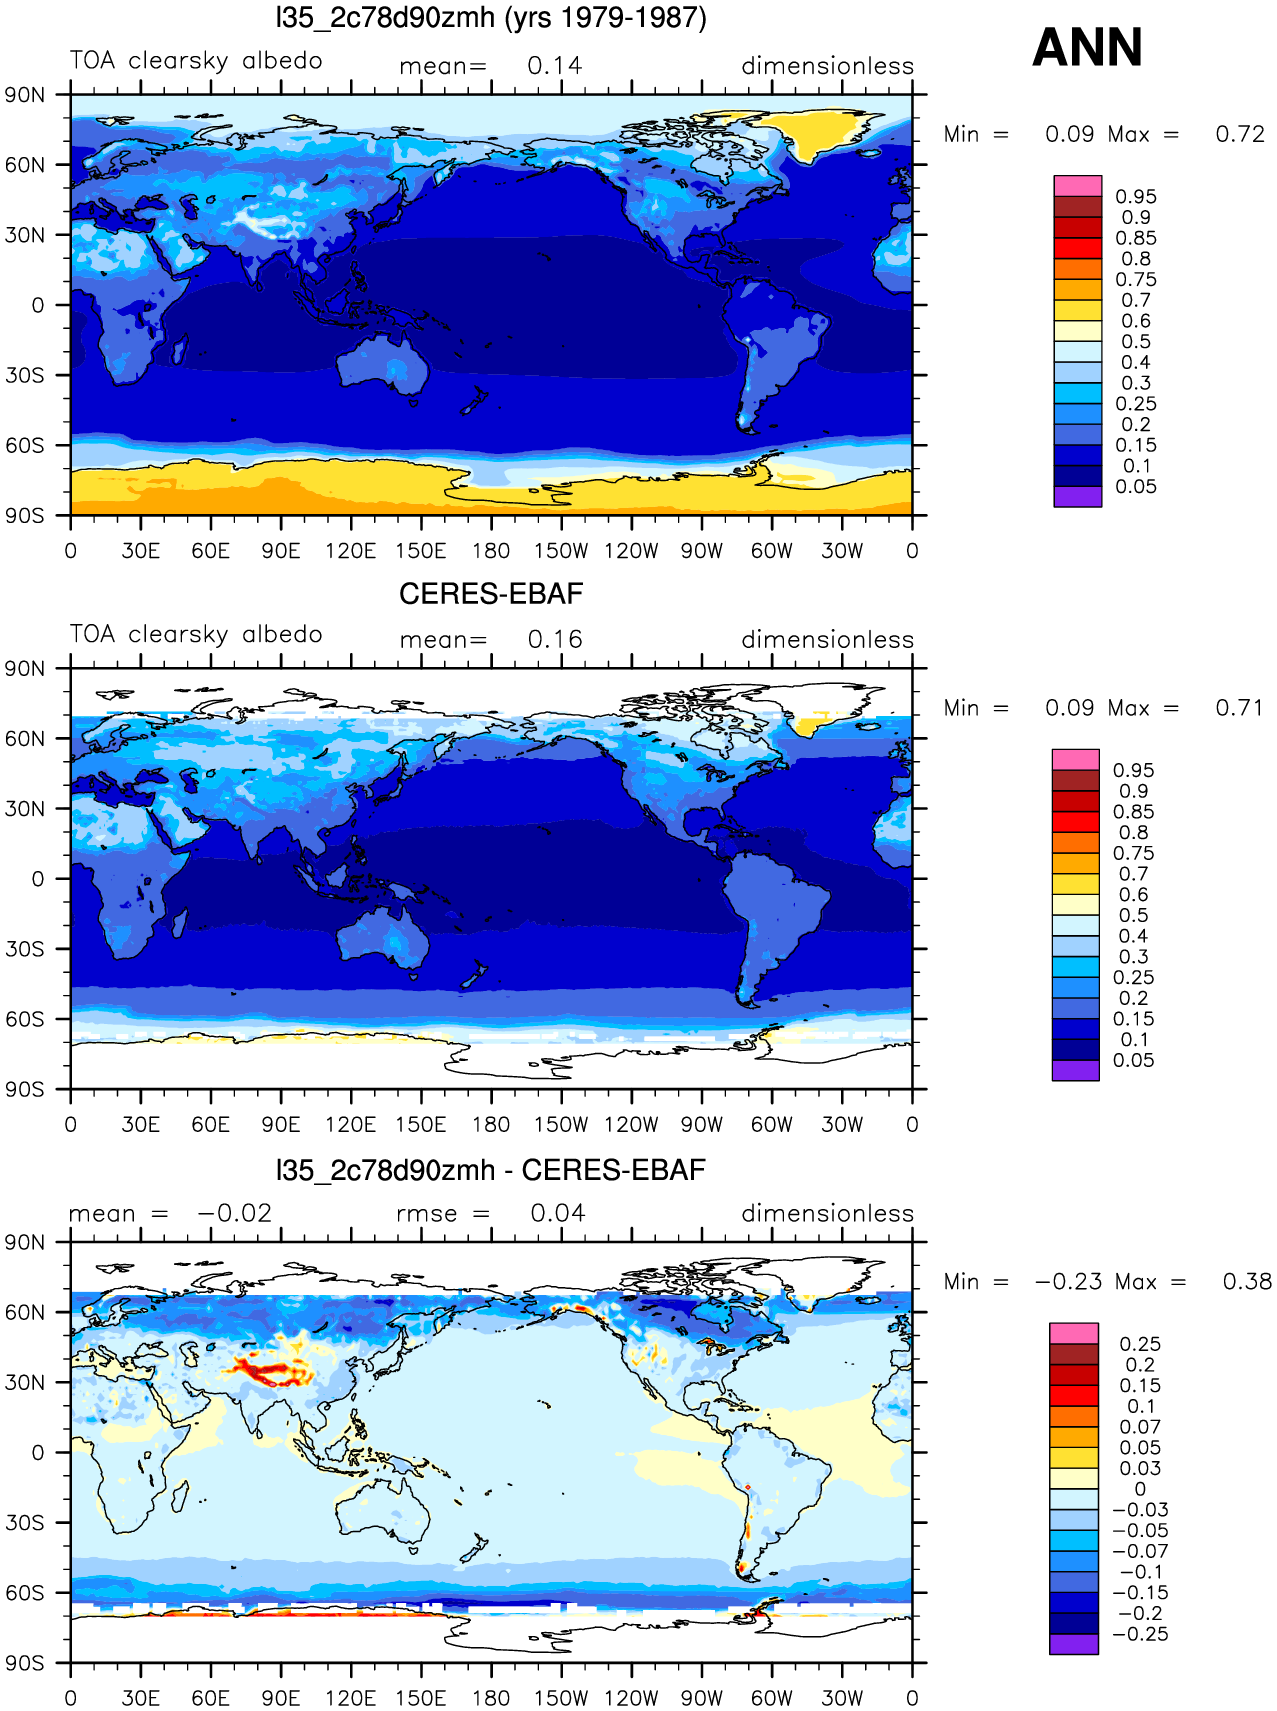 l35_2c78d90zmh (yrs 1979-1987)
ANN
TOA clearsky albedo mean= 0.14 dimensionless
Min = 0.09 Max = 0.72
90N
60N
30N
0
30S
60S
90S
0 30E 60E 90E 120E 150E 180 150W 120W 90W 60W 30W 0
0.95
0.9
0.85
0.8
0.75
0.7
0.6
0.5
0.4
0.3
0.25
0.2
0.15
0.1
0.05
CERES-EBAF
TOA clearsky albedo mean= 0.16 dimensionless
Min = 0.09 Max = 0.71
90N
60N
30N
0
30S
60S
90S
0 30E 60E 90E 120E 150E 180 150W 120W 90W 60W 30W 0
0.95
0.9
0.85
0.8
0.75
0.7
0.6
0.5
0.4
0.3
0.25
0.2
0.15
0.1
0.05
l35_2c78d90zmh - CERES-EBAF
mean = -0.02 rmse = 0.04 dimensionless
Min = -0.23 Max = 0.38
90N
60N
30N
0
30S
60S
90S
0 30E 60E 90E 120E 150E 180 150W 120W 90W 60W 30W 0
0.25
0.2
0.15
0.1
0.07
0.05
0.03
0
-0.03
-0.05
-0.07
-0.1
-0.15
-0.2
-0.25